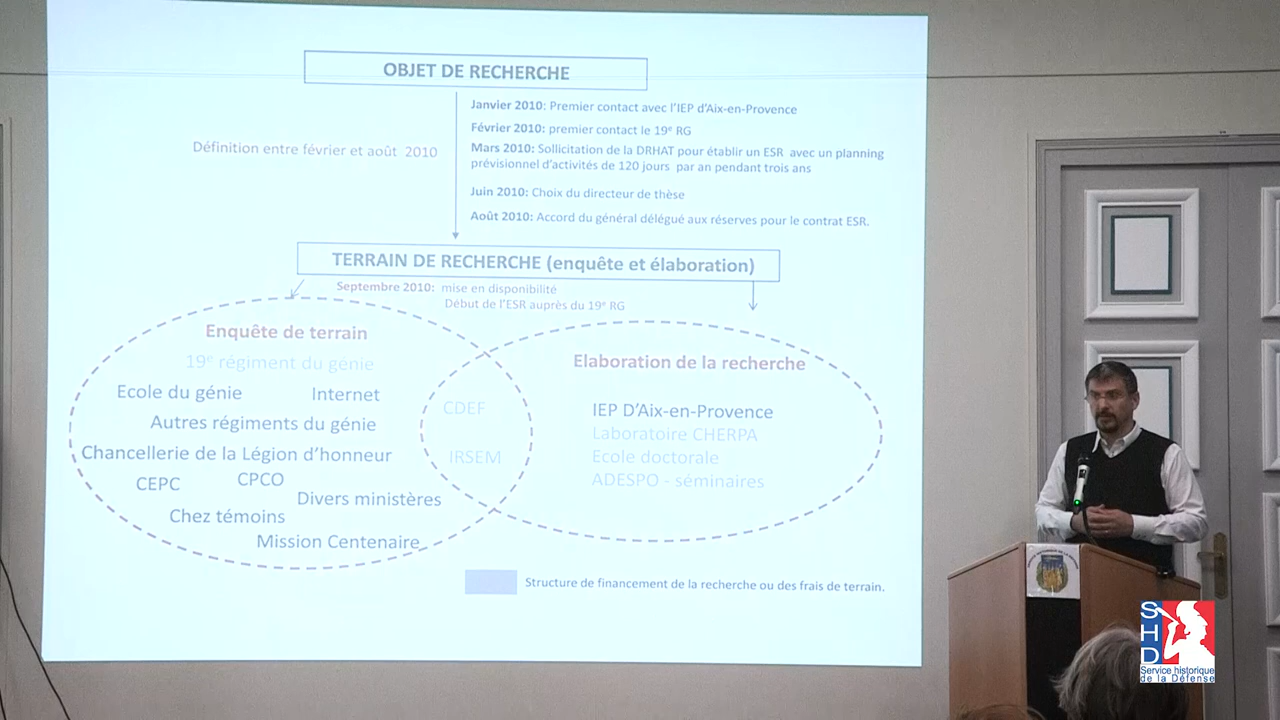 OBJET DE RECHERCHE
Janvier 2010: Premier contact avec l'IEP d'Aix-en-Provence
Février 2010: premier contact le 19e RG
Définition entre février et août 2010
Mars 2010: Sollicitation de la DRHAT pour établir un ESR avec un planning
prévisionnel d'activités de 120 jours par an pendant trois ans
Juin 2010: Choix du directeur de thèse
Août 2010: Accord du général délégué aux réserves pour le contrat ESR.
TERRAIN DE RECHERCHE (enquête et élaboration)
Septembre 2010: mise en disponibilité
Début de l'ESR auprès du 19e RG
Enquête de terrain
19e régiment du génie
Ecole du génie
Internet
Autres régiments du génie
Chancellerie de la Légion d'honneur
CEPC
CPCO
Divers ministères
Chez témoins
Mission Centenaire
CDEF
IRSEM
Elaboration de la recherche
IEP D'Aix-en-Provence
Laboratoire CHERPA
Ecole doctorale
ADESPO - séminaires
Structure de financement de la recherche ou des frais de terrain.
SHD
Service historique
de la Défense